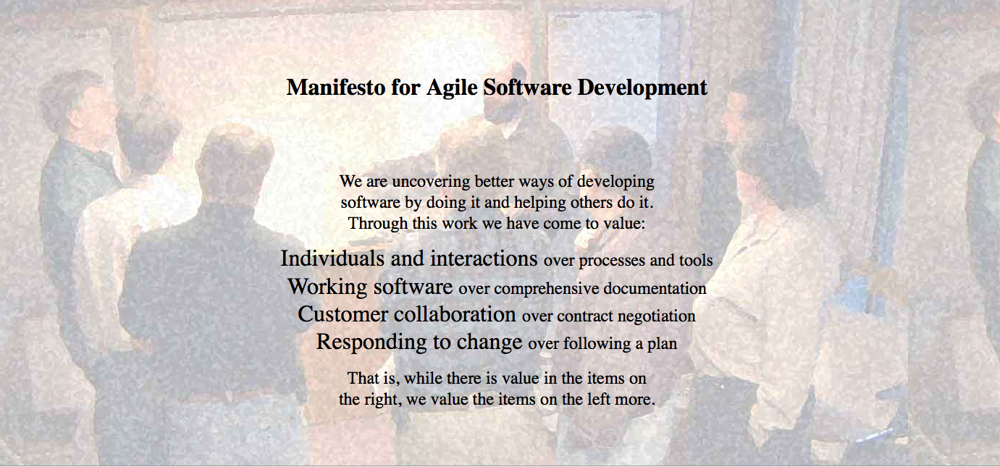 Manifesto for Agile Software Development
We are uncovering better ways of developing
software by doing it and helping others do it.
Through this work we have come to value:
Individuals and interactions over processes and tools
Working software over comprehensive documentation
Customer collaboration over contract negotiation
Responding to change over following a plan
That is, while there is value in the items on
the right, we value the items on the left more.